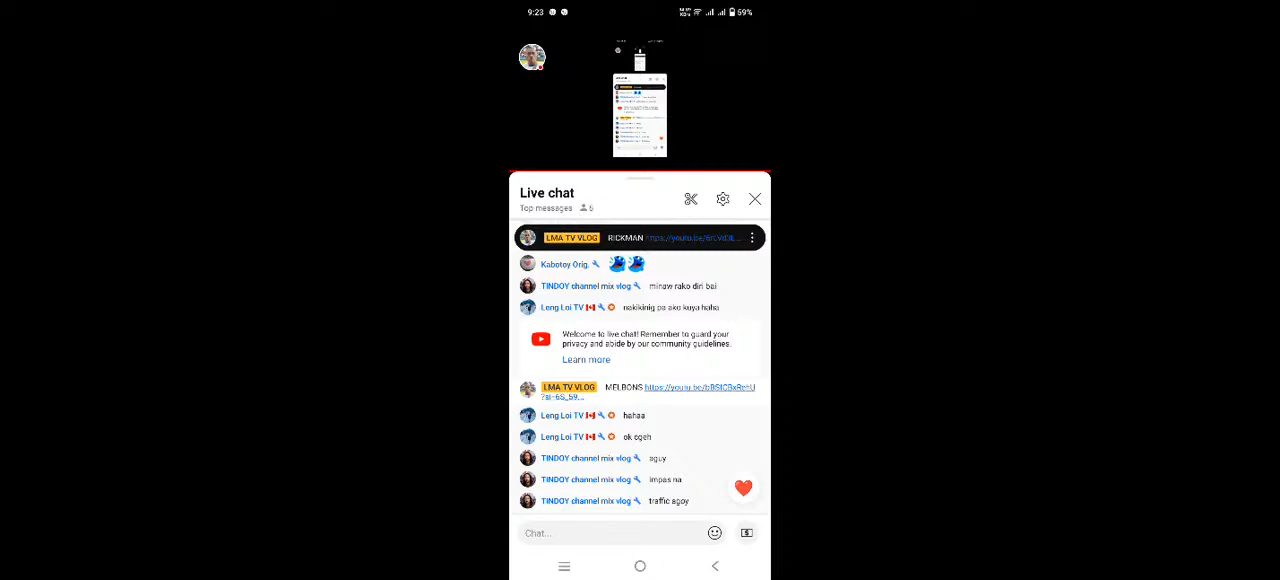 9:23
59%
Live chat
Top messages 6
LMA TV VLOG RICKMAN
Kabotoy Orig.
TINDOY channel mix vlog minaw rako diri bai
Leng Loi TV nakikinig pa ako kuya haha
Welcome to live chat! Remember to guard your
privacy and abide by our community guidelines.
Learn more
LMA TV VLOG MELBONS
Leng Loi TV hahaa
Leng Loi TV ok cgeh
TINDOY channel mix vlog aguy
TINDOY channel mix vlog impas na
TINDOY channel mix vlog traffic agoy
Chat...